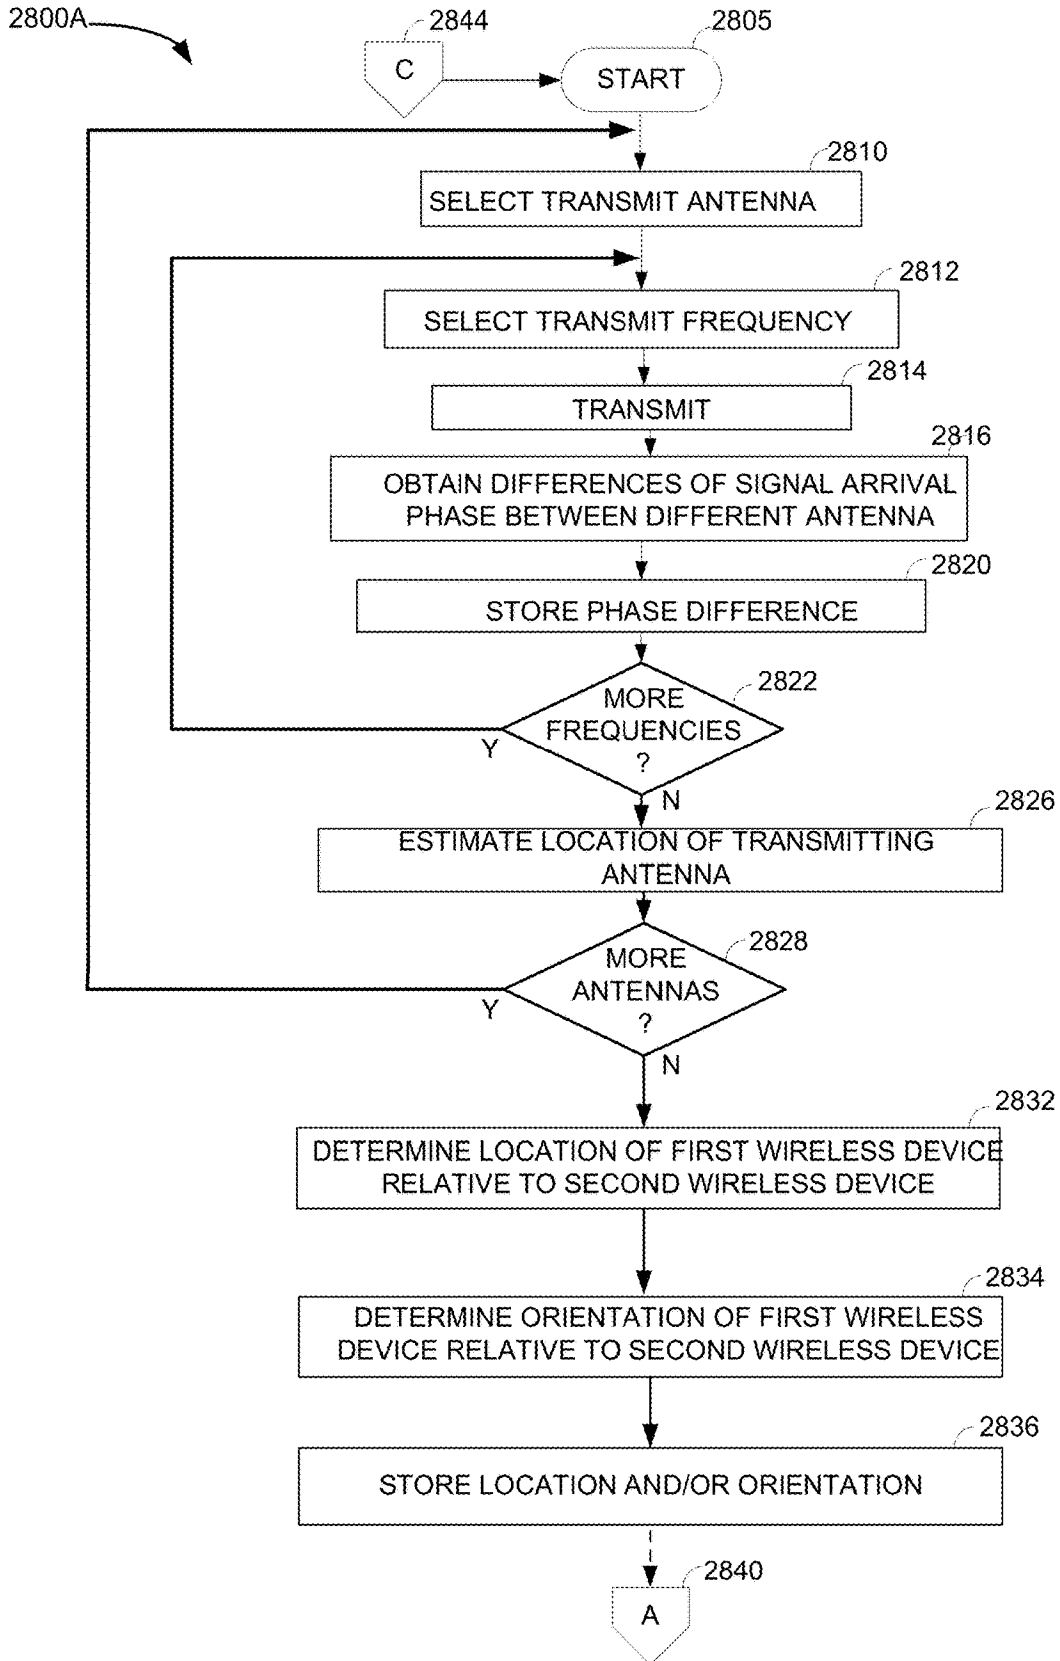 2800A
2844
2805
C
START
2810
SELECT TRANSMIT ANTENNA
2812
SELECT TRANSMIT FREQUENCY
2814
TRANSMIT
2816
OBTAIN DIFFERENCES OF SIGNAL ARRIVAL
PHASE BETWEEN DIFFERENT ANTENNA
2820
STORE PHASE DIFFERENCE
2822
MORE
FREQUENCIES
?
Y
N
2826
ESTIMATE LOCATION OF TRANSMITTING
ANTENNA
2828
MORE
ANTENNAS
?
Y
N
2832
DETERMINE LOCATION OF FIRST WIRELESS DEVICE
RELATIVE TO SECOND WIRELESS DEVICE
2834
DETERMINE ORIENTATION OF FIRST WIRELESS
DEVICE RELATIVE TO SECOND WIRELESS DEVICE
2836
STORE LOCATION AND/OR ORIENTATION
2840
A